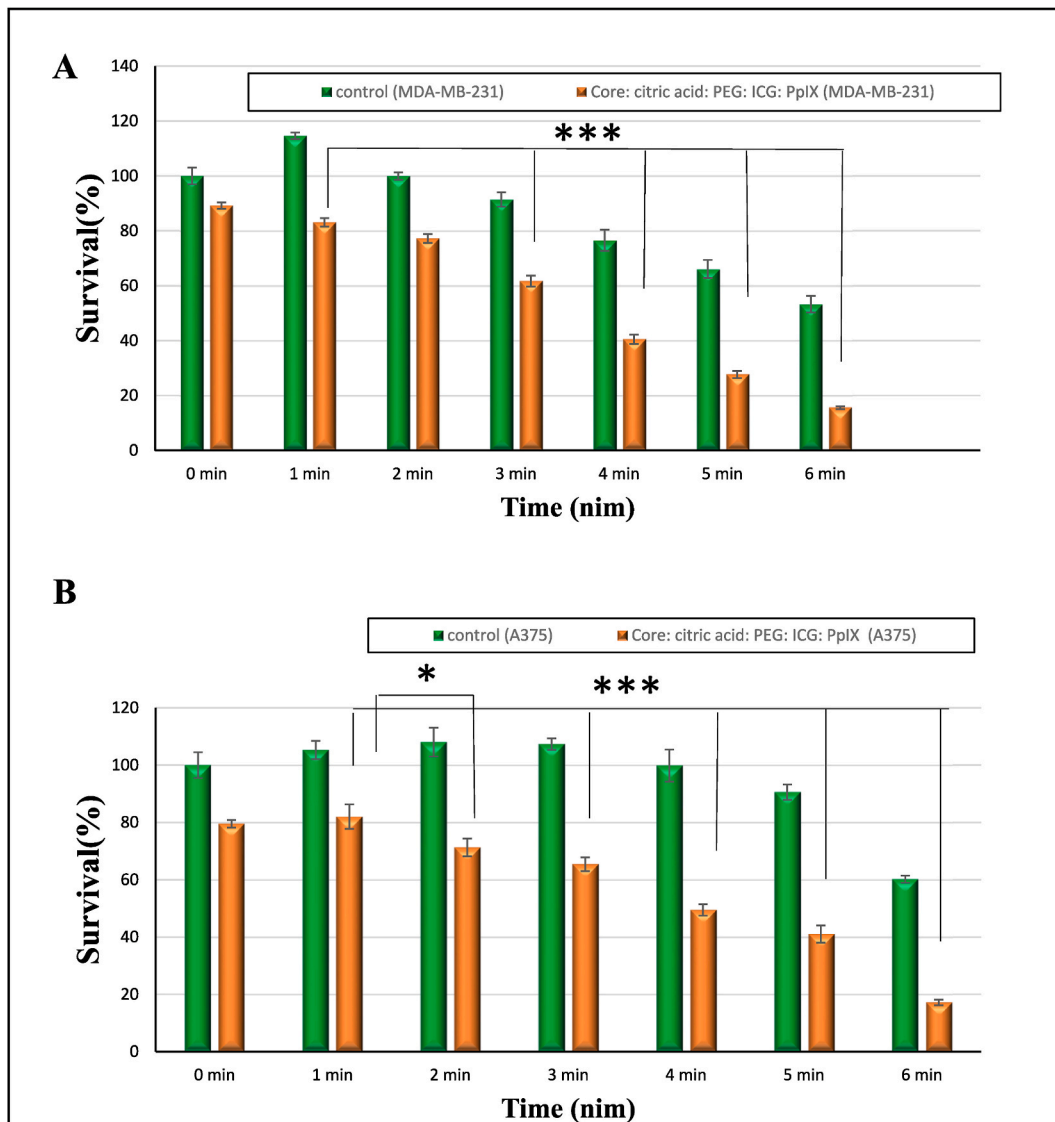 A
140
control (MDA-MB-231) Core: citric acid: PEG: ICG: PpIX (MDA-MB-231)
120
***
100
80
60
40
20
0
Survival(%)
0 min 1 min 2 min 3 min 4 min 5 min 6 min
Time (nim)
B
control (A375) Core: citric acid: PEG: ICG: PpIX (A375)
* ***
120
100
80
60
40
20
0
Survival(%)
0 min 1 min 2 min 3 min 4 min 5 min 6 min
Time (nim)